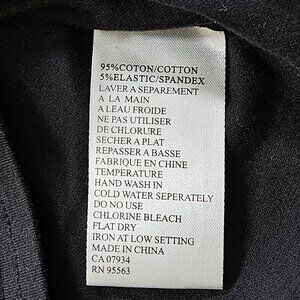 95%COTON/COTTON
5%ELASTIC/SPANDEX
LAVER A SEPAREMENT
A LA MAIN
A LEAU FROIDE
NE PAS UTILISER
DE CHLORURE
SECHER A PLAT
REPASSER A BASSE
FABRIQUE EN CHINE
TEMPERATURE
HAND WASH IN
COLD WATER SEPERATELY
DO NO USE
CHLORINE BLEACH
FLAT DRY
IRON AT LOW SETTING
MADE IN CHINA
CA 07934
RN 95563